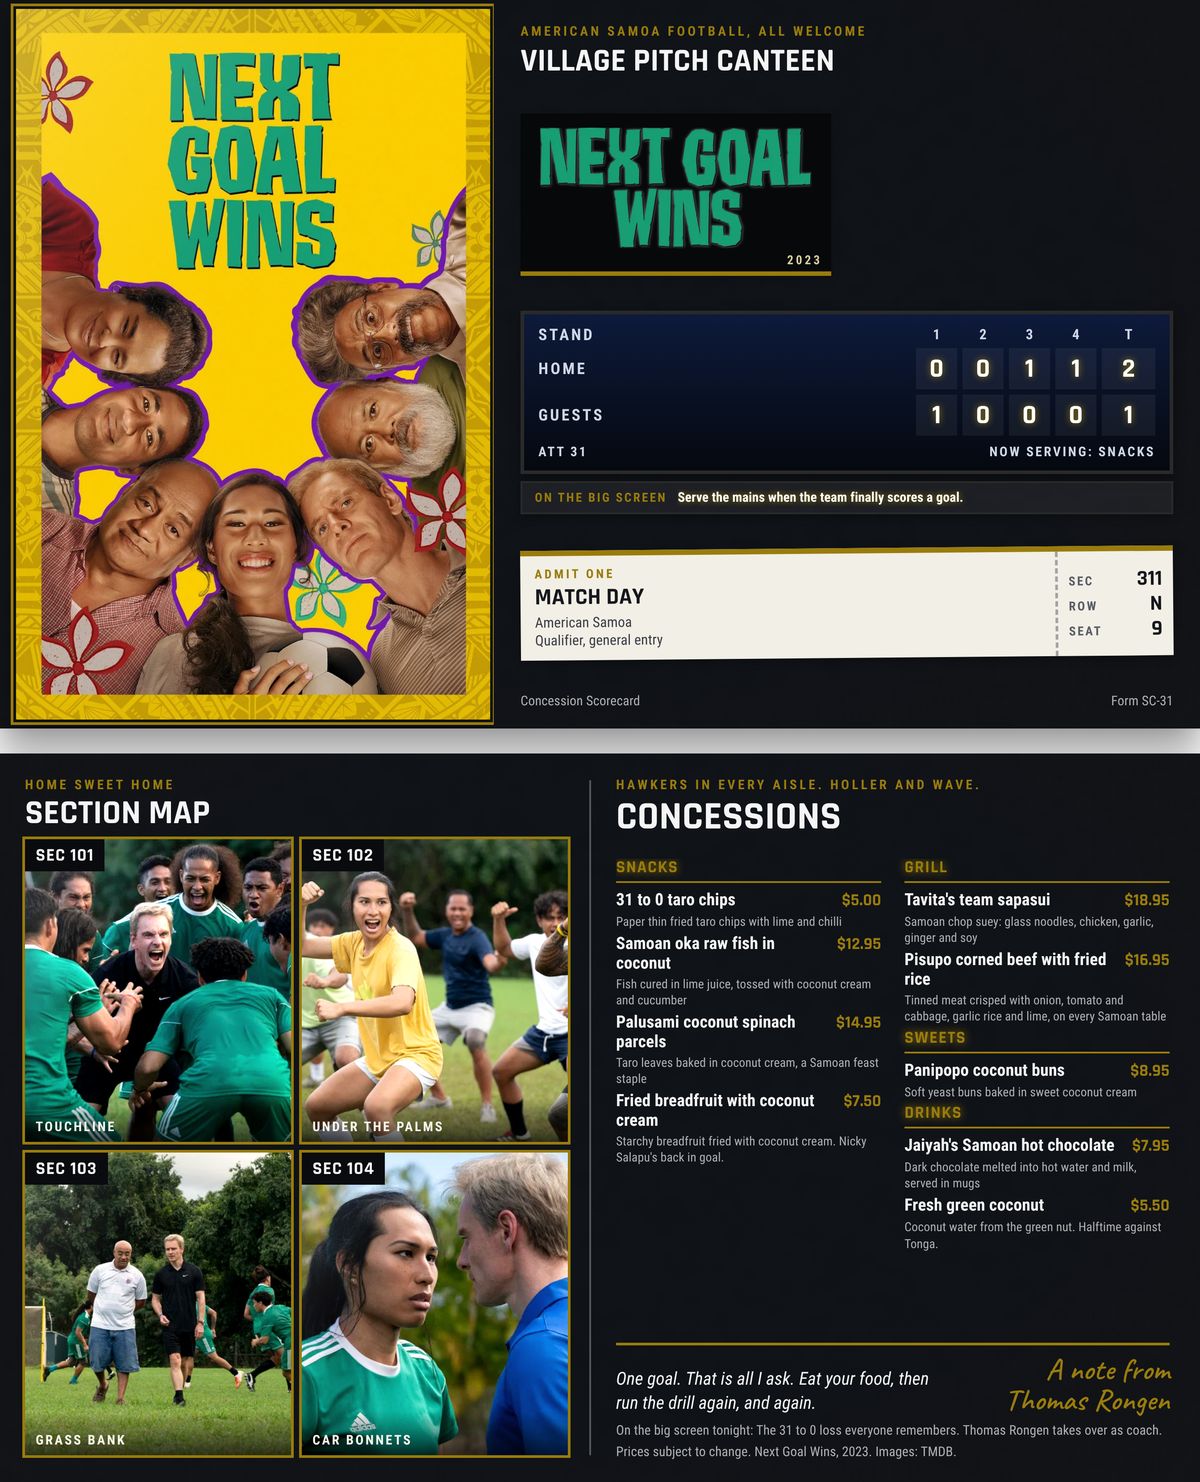 NEXT
GOAL
WINS
AMERICAN SAMOA FOOTBALL, ALL WELCOME
VILLAGE PITCH CANTEEN
NEXT GOAL
WINS
2023
STAND 1 2 3 4 T
HOME 0 0 1 1 2
GUESTS 1 0 0 0 1
ATT 31 NOW SERVING: SNACKS
ON THE BIG SCREEN Serve the mains when the team finally scores a goal.
ADMIT ONE
MATCH DAY
American Samoa
Qualifier, general entry
SEC 311
ROW N
SEAT 9
Concession Scorecard Form SC-31
HOME SWEET HOME
SECTION MAP
SEC 101
TOUCHLINE
SEC 102
UNDER THE PALMS
SEC 103
GRASS BANK
SEC 104
adidas
CAR BONNETS
HAWKERS IN EVERY AISLE. HOLLER AND WAVE.
CONCESSIONS
SNACKS
31 to 0 taro chips $5.00
Paper thin fried taro chips with lime and chilli
Samoan oka raw fish in $12.95
coconut
Fish cured in lime juice, tossed with coconut cream
and cucumber
Palusami coconut spinach $14.95
parcels
Taro leaves baked in coconut cream, a Samoan feast
staple
Fried breadfruit with coconut $7.50
cream
Starchy breadfruit fried with coconut cream. Nicky
Salapu's back in goal.
GRILL
Tavita's team sapasui $18.95
Samoan chop suey: glass noodles, chicken, garlic,
ginger and soy
Pisupo corned beef with fried $16.95
rice
Tinned meat crisped with onion, tomato and
cabbage, garlic rice and lime, on every Samoan table
SWEETS
Panipopo coconut buns $8.95
Soft yeast buns baked in sweet coconut cream
DRINKS
Jaiyah's Samoan hot chocolate $7.95
Dark chocolate melted into hot water and milk,
served in mugs
Fresh green coconut $5.50
Coconut water from the green nut. Halftime against
Tonga.
One goal. That is all I ask. Eat your food, then
run the drill again, and again.
A note from
Thomas Rongen
On the big screen tonight: The 31 to 0 loss everyone remembers. Thomas Rongen takes over as coach.
Prices subject to change. Next Goal Wins, 2023. Images: TMDB.